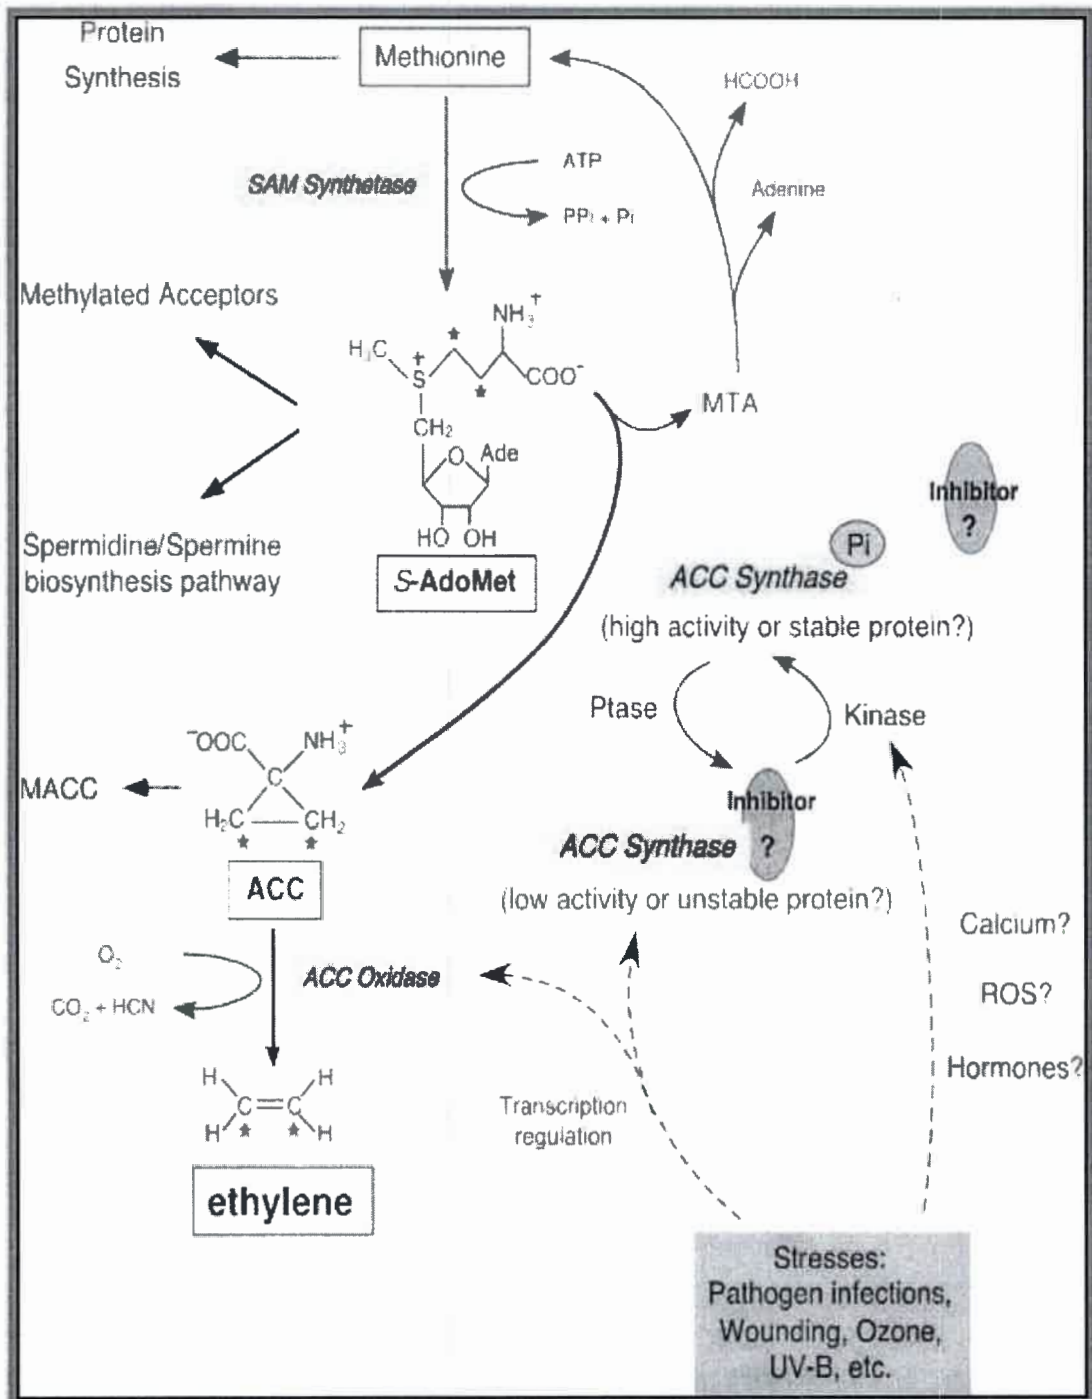 Protein
Synthesis
Methionine
HCOOH
SAM Synthetase
ATP
PPi + Pi
Adenine
Methylated Acceptors
NH₃⁺
H₃C
S⁺
COO⁻
CH₂
O
Ade
HO OH
MTA
S-AdoMet
Spermidine/Spermine
biosynthesis pathway
Inhibitor
?
Pi
ACC Synthase
(high activity or stable protein?)
Ptase
Kinase
⁻OOC
NH₃⁺
C
H₂C
CH₂
MACC
ACC
Inhibitor
?
ACC Synthase
(low activity or unstable protein?)
O₂
CO₂ + HCN
ACC Oxidase
Calcium?
ROS?
Hormones?
H H
C=C
H H
ethylene
Transcription
regulation
Stresses:
Pathogen infections,
Wounding, Ozone,
UV-B, etc.